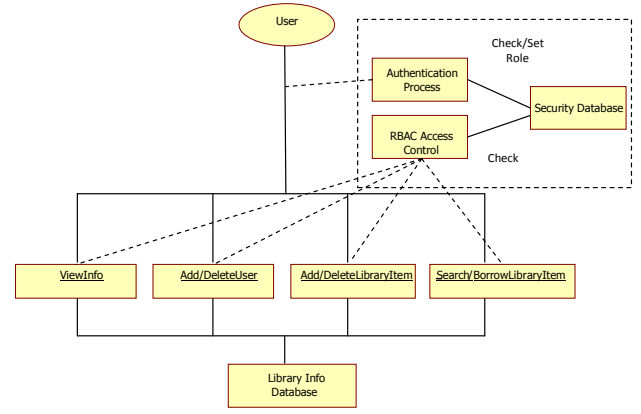 User
Check/Set
Role
Authentication
Process
Security Database
RBAC Access
Control
Check
ViewInfo
Add/DeleteUser
Add/DeleteLibraryItem
Search/BorrowLibraryItem
Library Info
Database